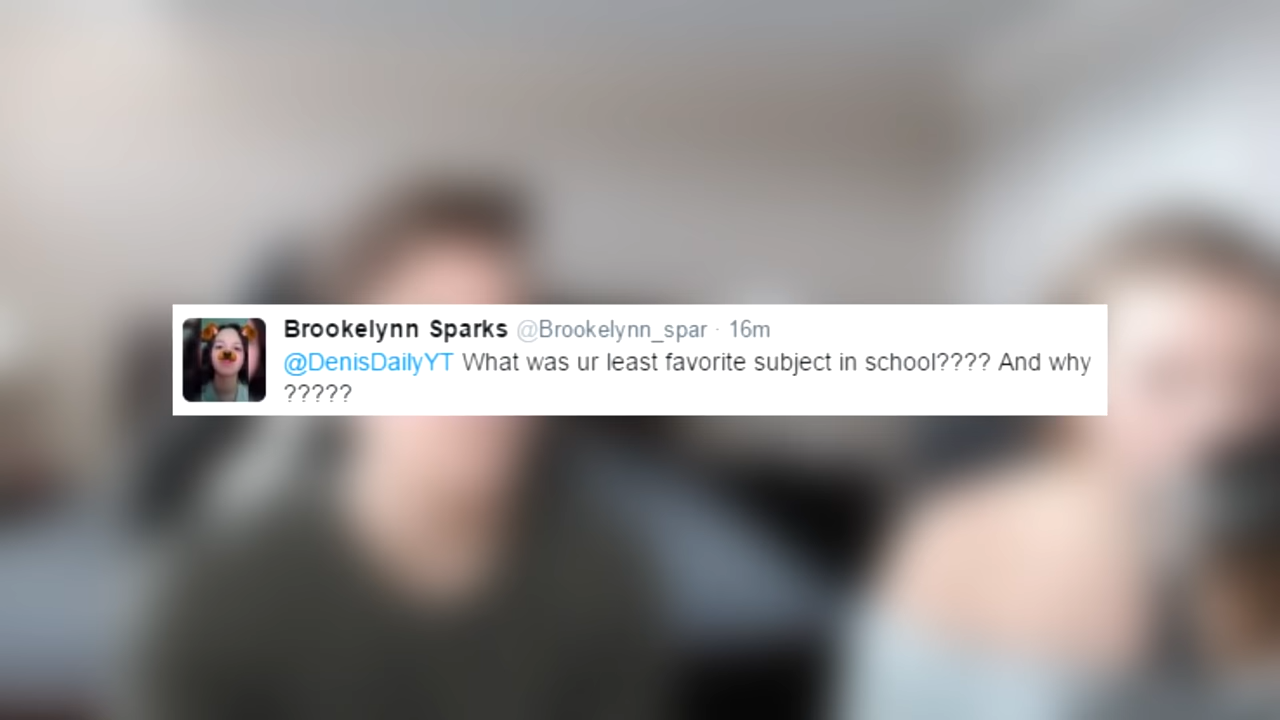 Brookelynn Sparks @Brookelynn_spar · 16m
@DenisDailyYT What was ur least favorite subject in school???? And why
?????